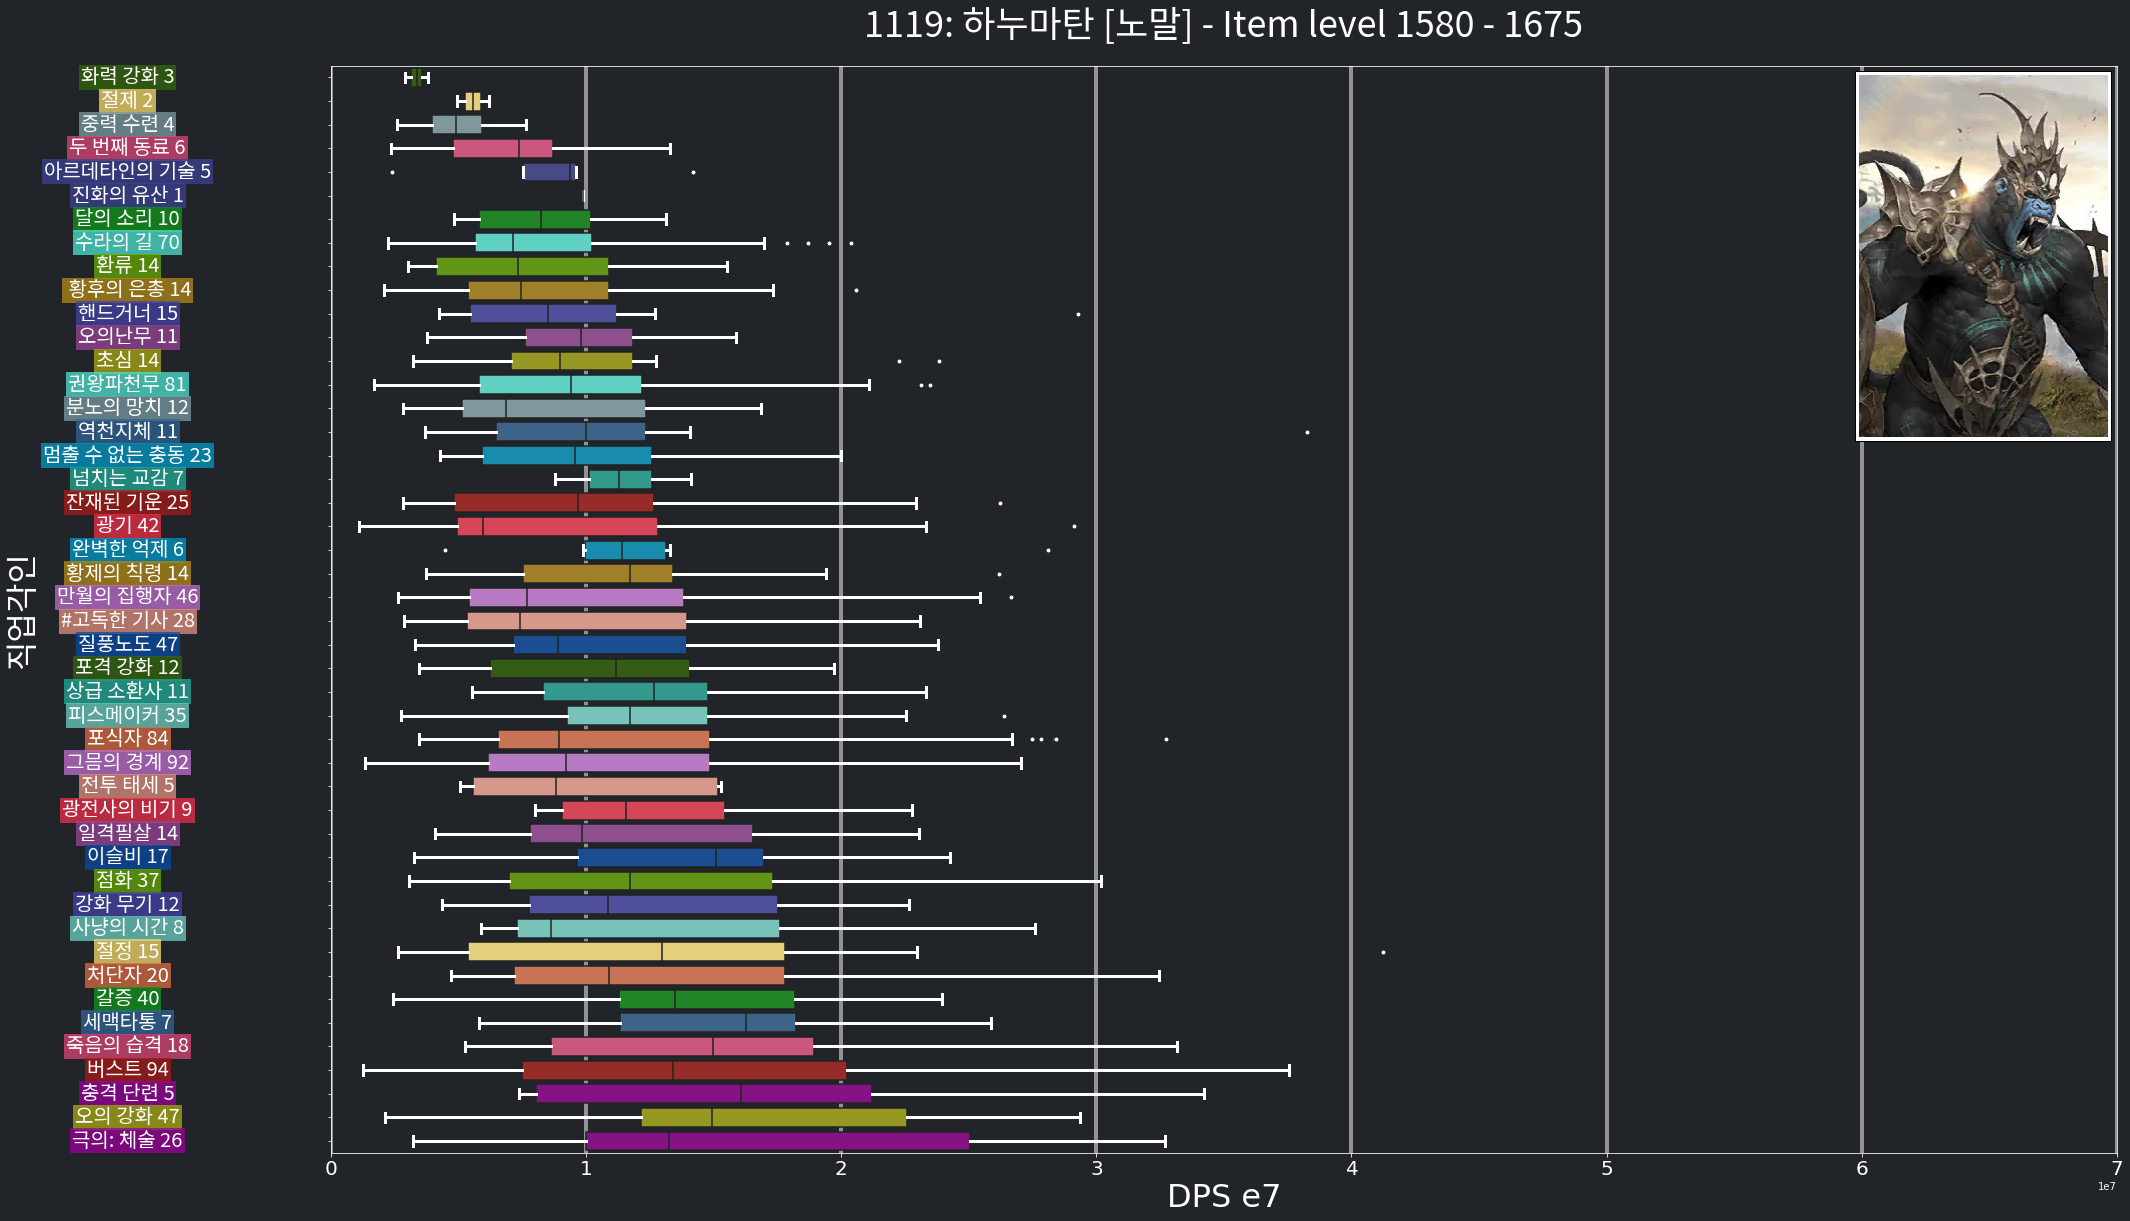 1119: 하누마탄 [노말] - Item level 1580 - 1675
화력 강화 3
절제 2
중력 수련 4
두 번째 동료 6
아르데타인의 기술 5
진화의 유산 1
달의 소리 10
수라의 길 70
환류 14
황후의 은총 14
핸드거너 15
오의난무 11
초심 14
권왕파천무 81
분노의 망치 12
역천지체 11
멈출 수 없는 충동 23
넘치는 교감 7
잔재된 기운 25
광기 42
완벽한 억제 6
황제의 칙령 14
만월의 집행자 46
#고독한 기사 28
질풍노도 47
포격 강화 12
상급 소환사 11
피스메이커 35
포식자 84
그믐의 경계 92
전투 태세 5
광전사의 비기 9
일격필살 14
이슬비 17
점화 37
강화 무기 12
사냥의 시간 8
절정 15
처단자 20
갈증 40
세맥타통 7
죽음의 습격 18
버스트 94
충격 단련 5
오의 강화 47
극의: 체술 26
직업각인
0 1 2 3 4 5 6 7
1e7
DPS e7